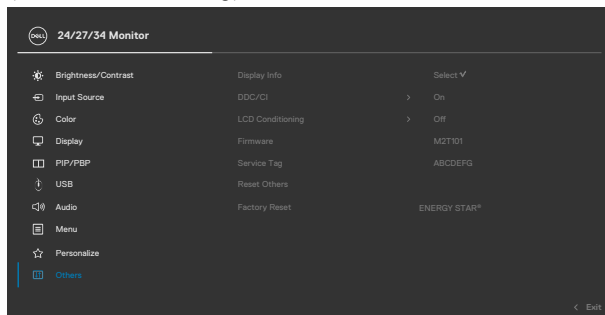 DELL 24/27/34 Monitor
Brightness/Contrast Display Info Select ✓
Input Source DDC/CI > On
Color LCD Conditioning > Off
Display Firmware M2T101
PIP/PBP Service Tag ABCDEFG
USB Reset Others
Audio Factory Reset ENERGY STAR®
Menu
Personalize
Others
< Exit